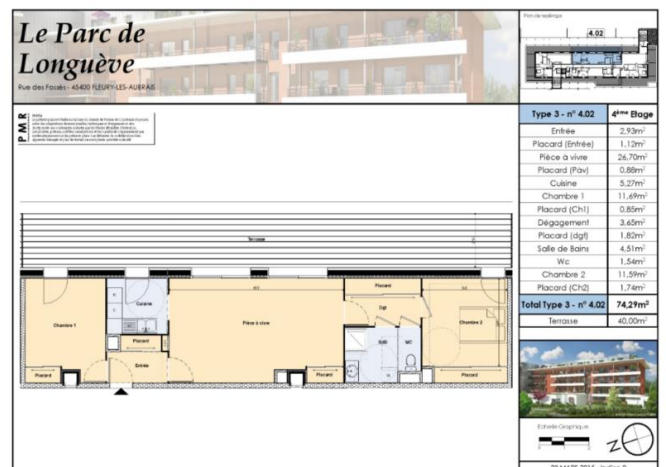 Le Parc de
Longuève
Rue des Fossés - 45400 FLEURY-LES-AUBRAIS
PMR
Plan de repérage
4.02
Type 3 - n° 4.02 4ème Etage
Entrée 2,93m²
Placard (Entrée) 1,12m²
Pièce à vivre 26,70m²
Placard (Pàv) 0,88m²
Cuisine 5,27m²
Chambre 1 11,69m²
Placard (Ch1) 0,85m²
Dégagement 3,65m²
Placard (dgt) 1,82m²
Salle de Bains 4,51m²
Wc 1,54m²
Chambre 2 11,59m²
Placard (Ch2) 1,74m²
Total Type 3 - n° 4.02 74,29m²
Terrasse 40,00m²
Terrasse
Chambre 1
Cuisine
Pièce à vivre
Placard
Dgt
Chambre 2
Placard
SdB
WC
Entrée
Placard
Placard
Placard
Echelle Graphique
N